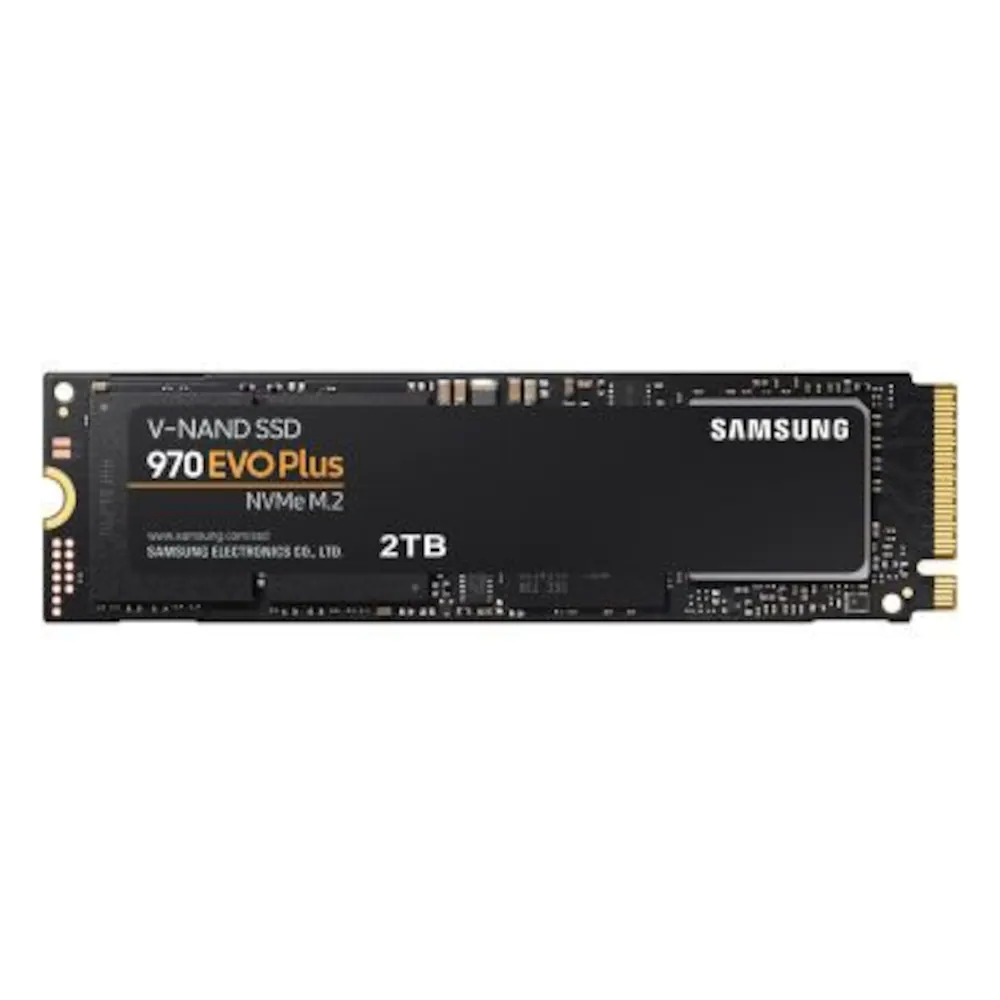 V-NAND SSD
SAMSUNG
970 EVO Plus
NVMe M.2
www.samsung.com/ssd
SAMSUNG ELECTRONICS CO., LTD.
2TB